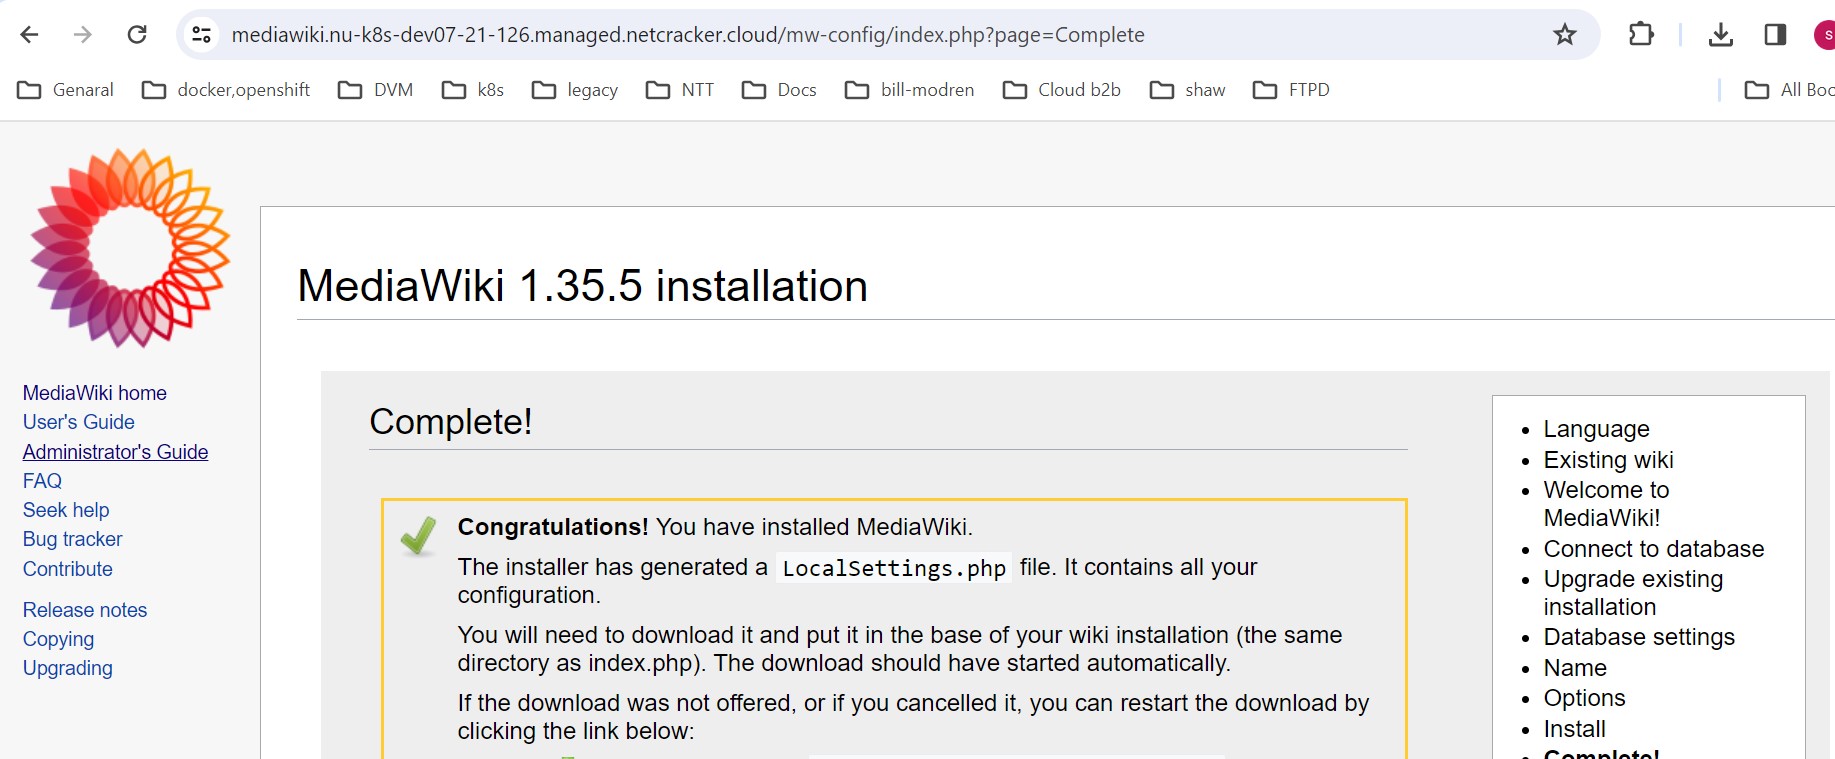 mediawiki.nu-k8s-dev07-21-126.managed.netcracker.cloud/mw-config/index.php?page=Complete
S
Genaral docker,openshift DVM k8s legacy NTT Docs bill-modren Cloud b2b shaw FTPD All Boo
MediaWiki 1.35.5 installation
MediaWiki home
User's Guide
Administrator's Guide
FAQ
Seek help
Bug tracker
Contribute
Release notes
Copying
Upgrading
Complete!
Congratulations! You have installed MediaWiki.
The installer has generated a LocalSettings.php file. It contains all your
configuration.
You will need to download it and put it in the base of your wiki installation (the same
directory as index.php). The download should have started automatically.
If the download was not offered, or if you cancelled it, you can restart the download by
clicking the link below:
Language
Existing wiki
Welcome to
MediaWiki!
Connect to database
Upgrade existing
installation
Database settings
Name
Options
Install
Complete!